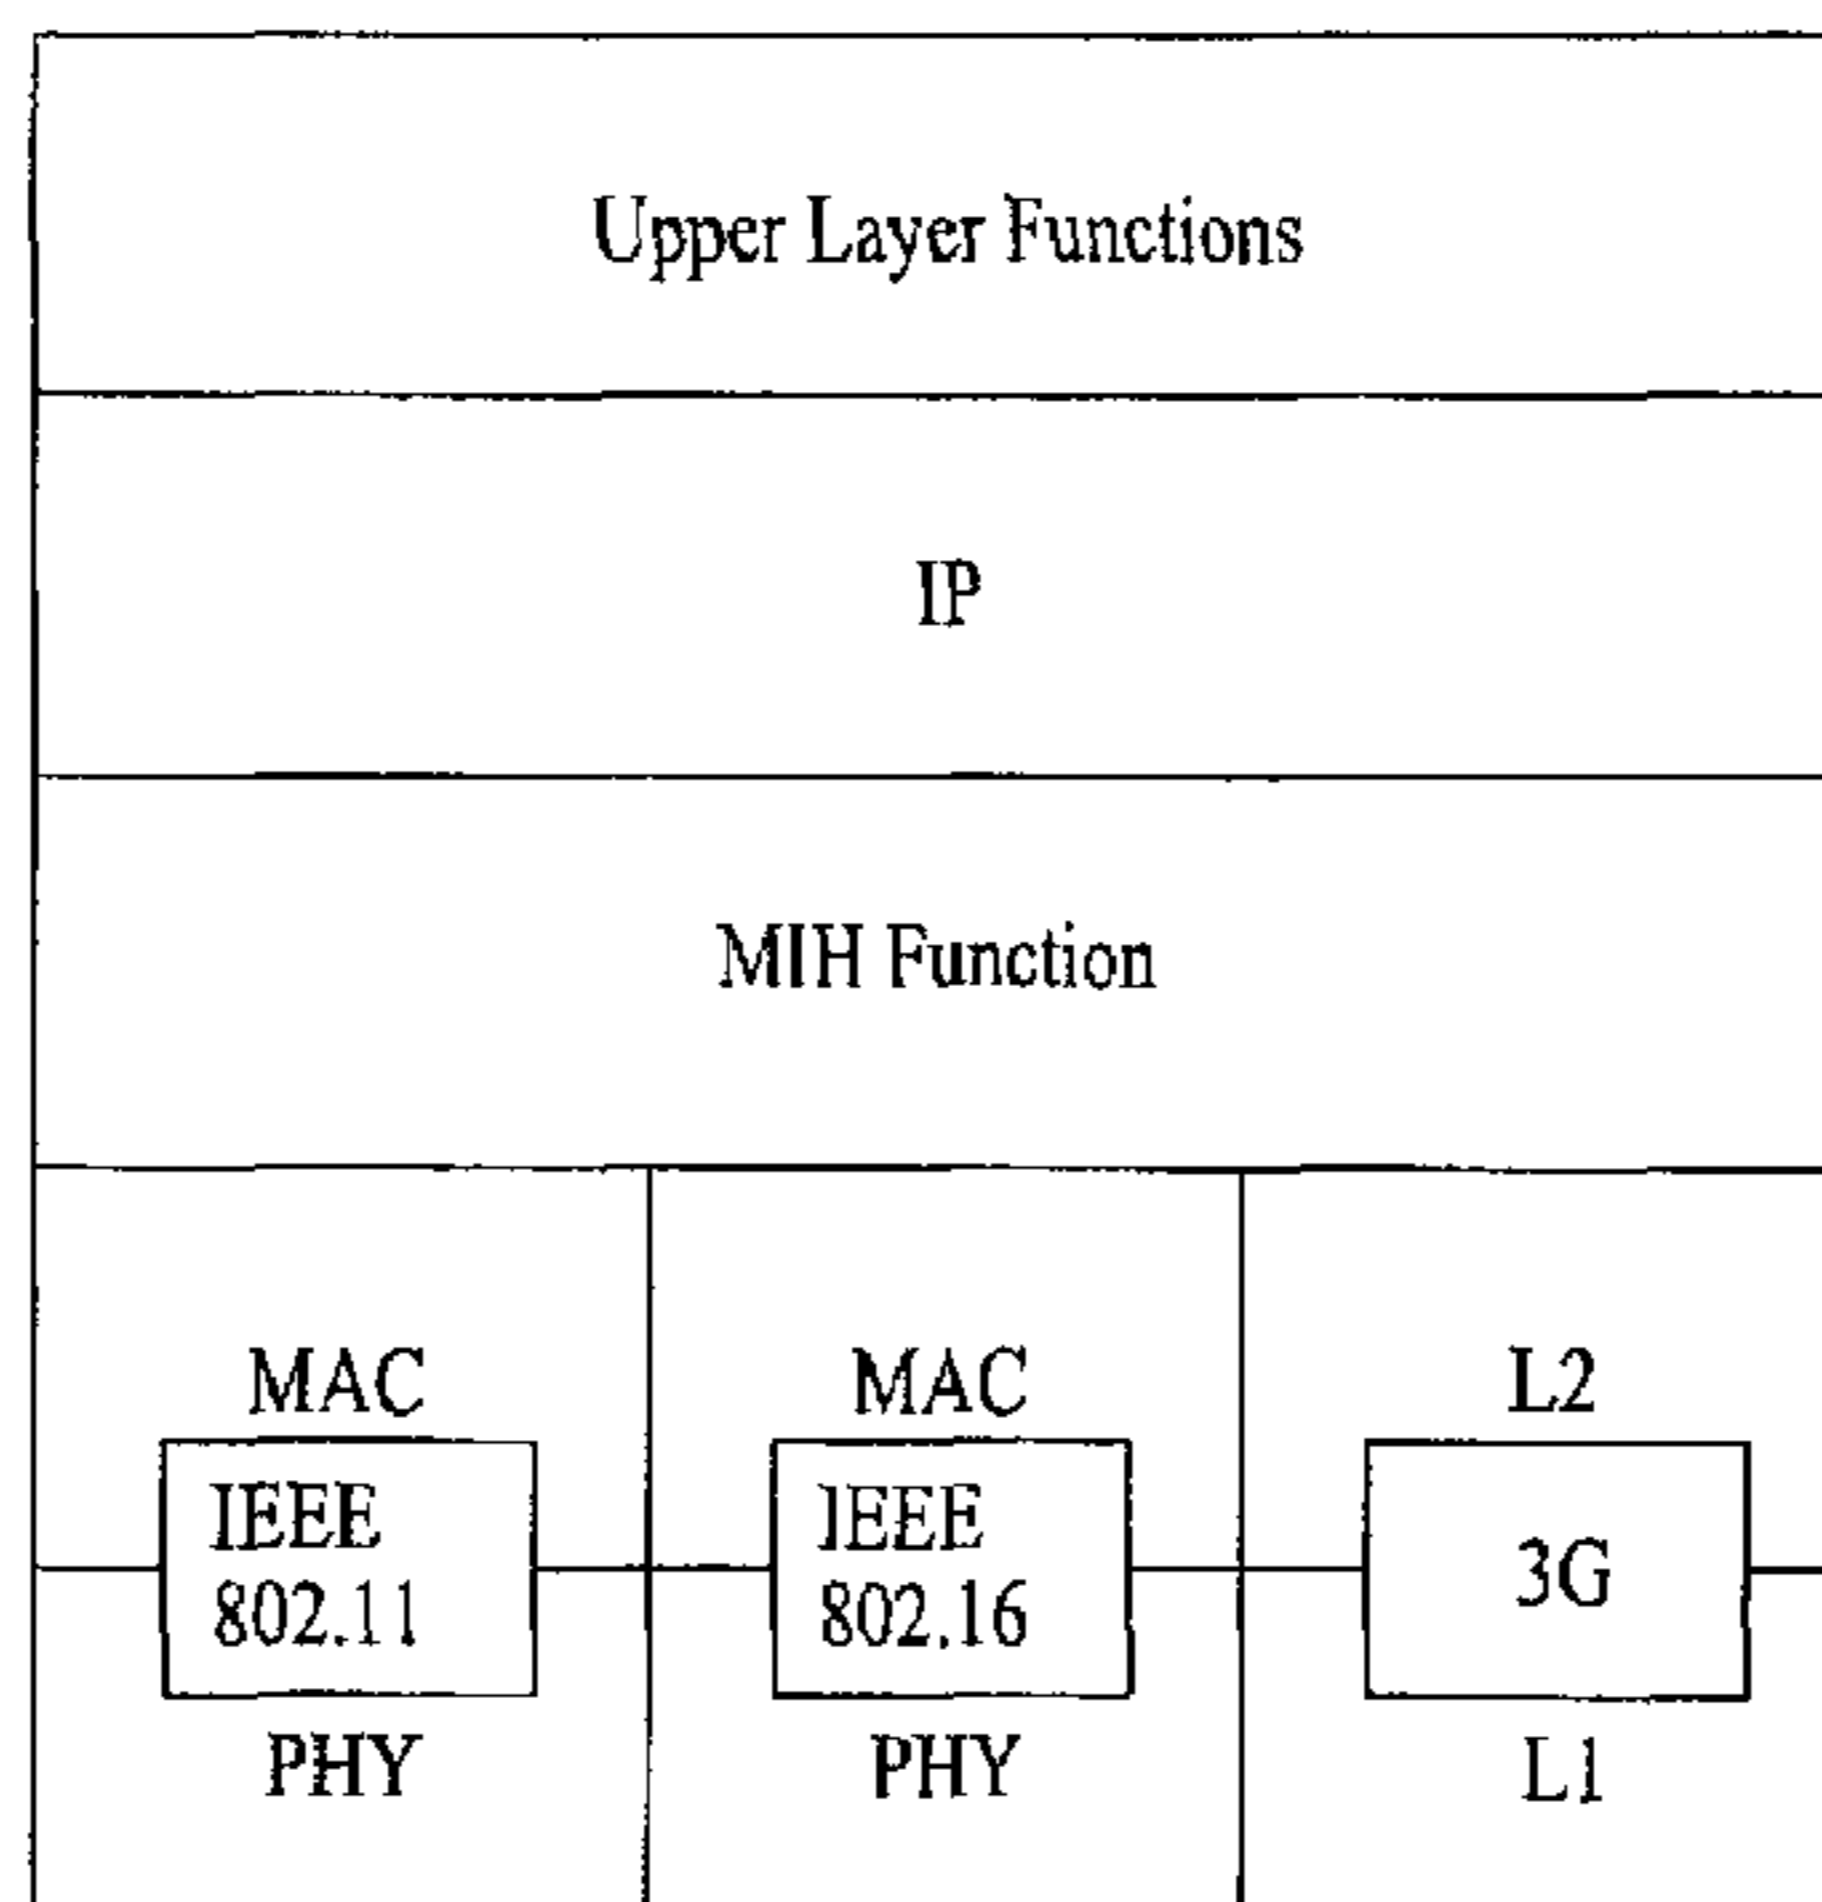 Upper Layer Functions
IP
MIH Function
MAC
IEEE
802.11
PHY
MAC
IEEE
802.16
PHY
L2
3G
L1